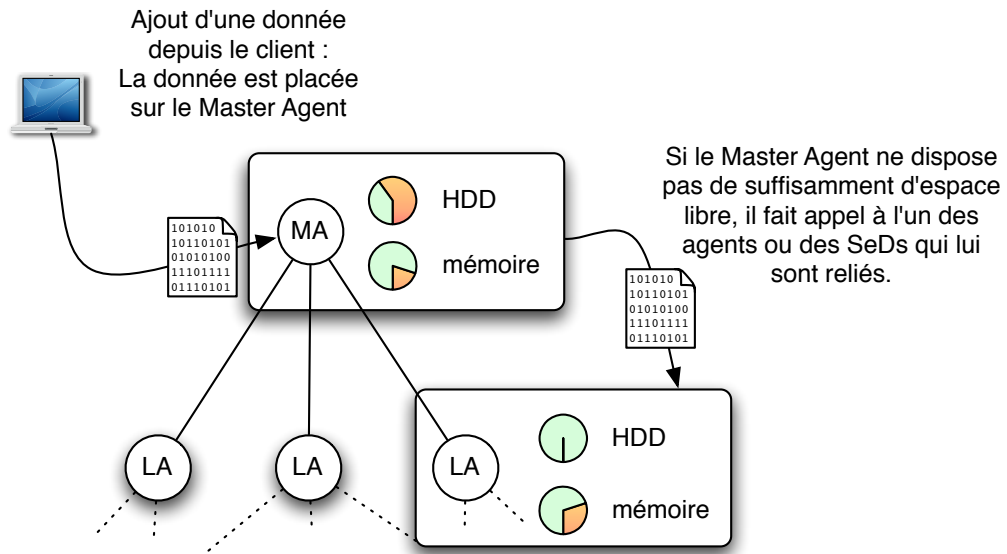 Ajout d'une donnée
depuis le client :
La donnée est placée
sur le Master Agent
Si le Master Agent ne dispose
pas de suffisamment d'espace
libre, il fait appel à l'un des
agents ou des SeDs qui lui
sont reliés.
101010
10110101
01010100
11101111
01110101
MA
HDD
mémoire
101010
10110101
01010100
11101111
01110101
LA
LA
LA
HDD
mémoire